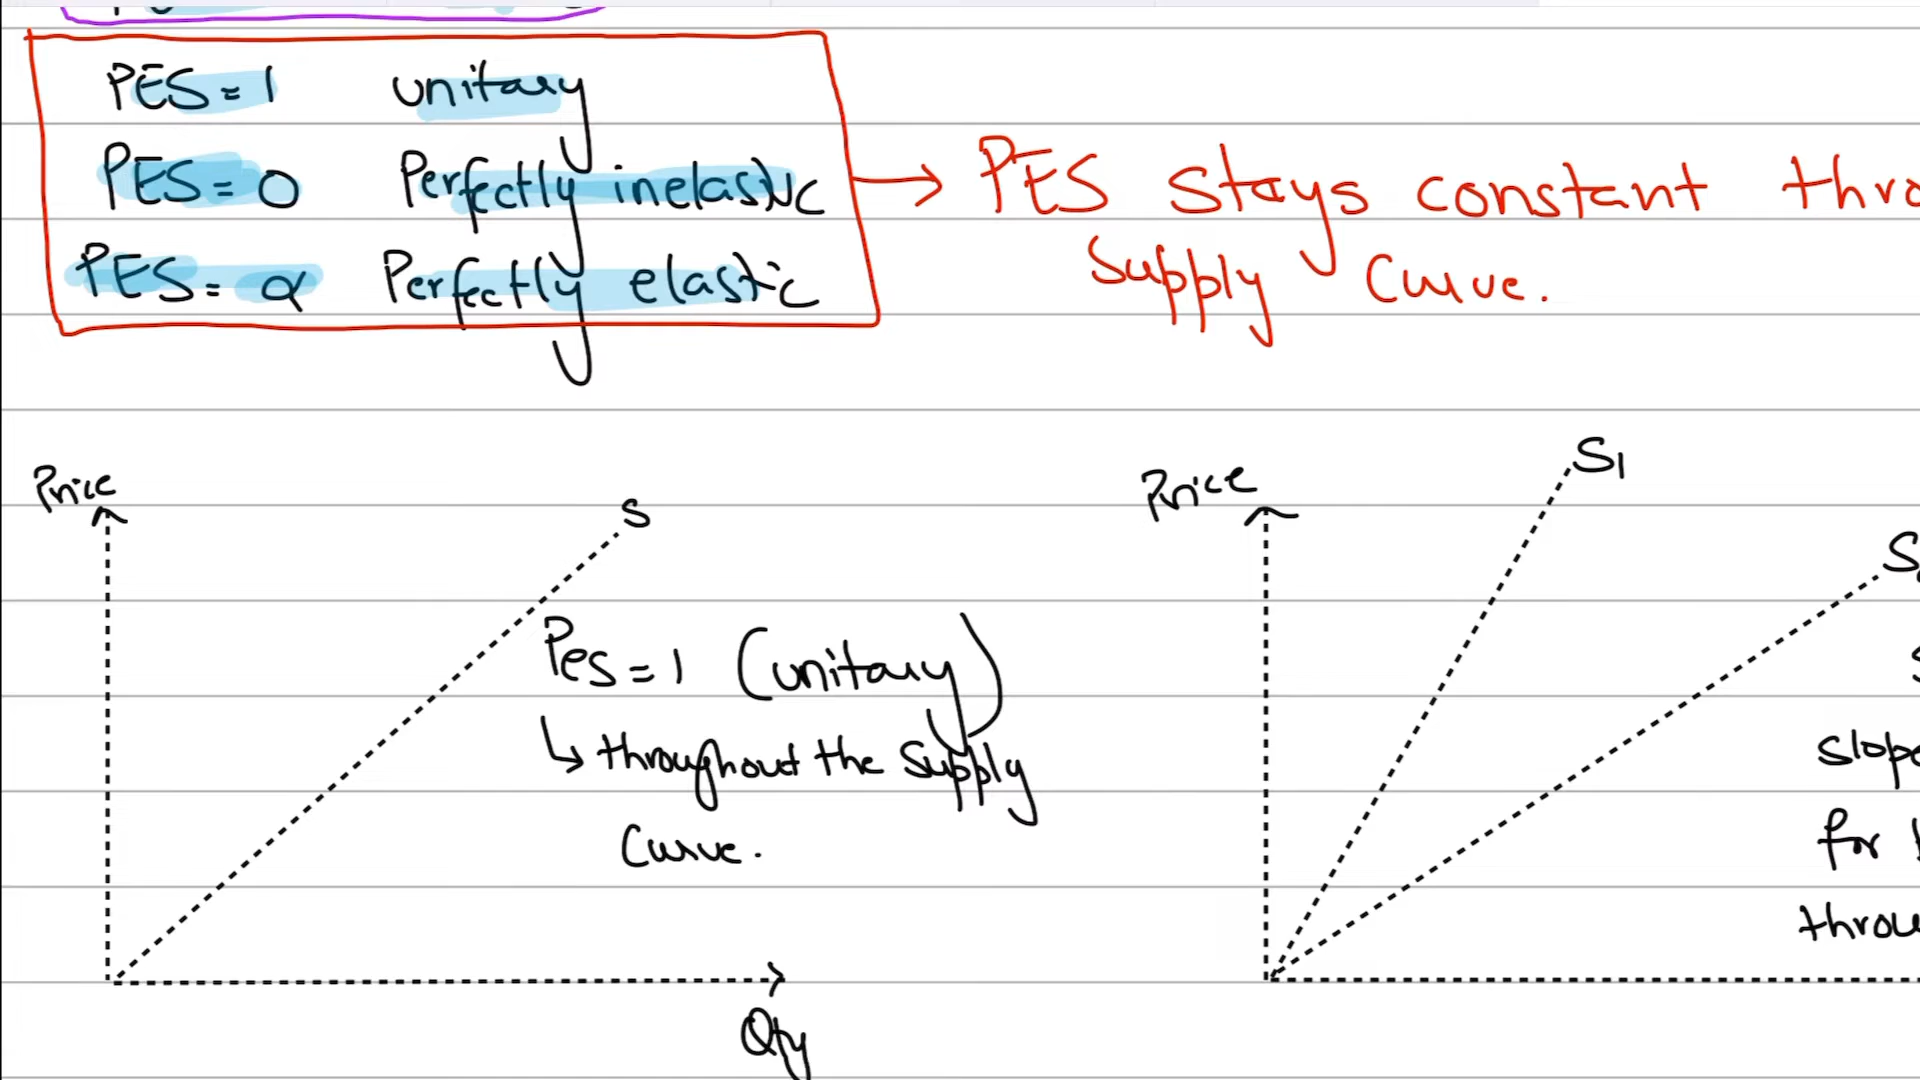 PES = 1 unitary
PES = 0 Perfectly inelastic
PES = α Perfectly elastic
→ PES stays constant thro
supply curve.
Price
S
Pes = 1 (unitary)
↳ throughout the supply
curve.
Qty
Price
S1
S
slope
for
throu